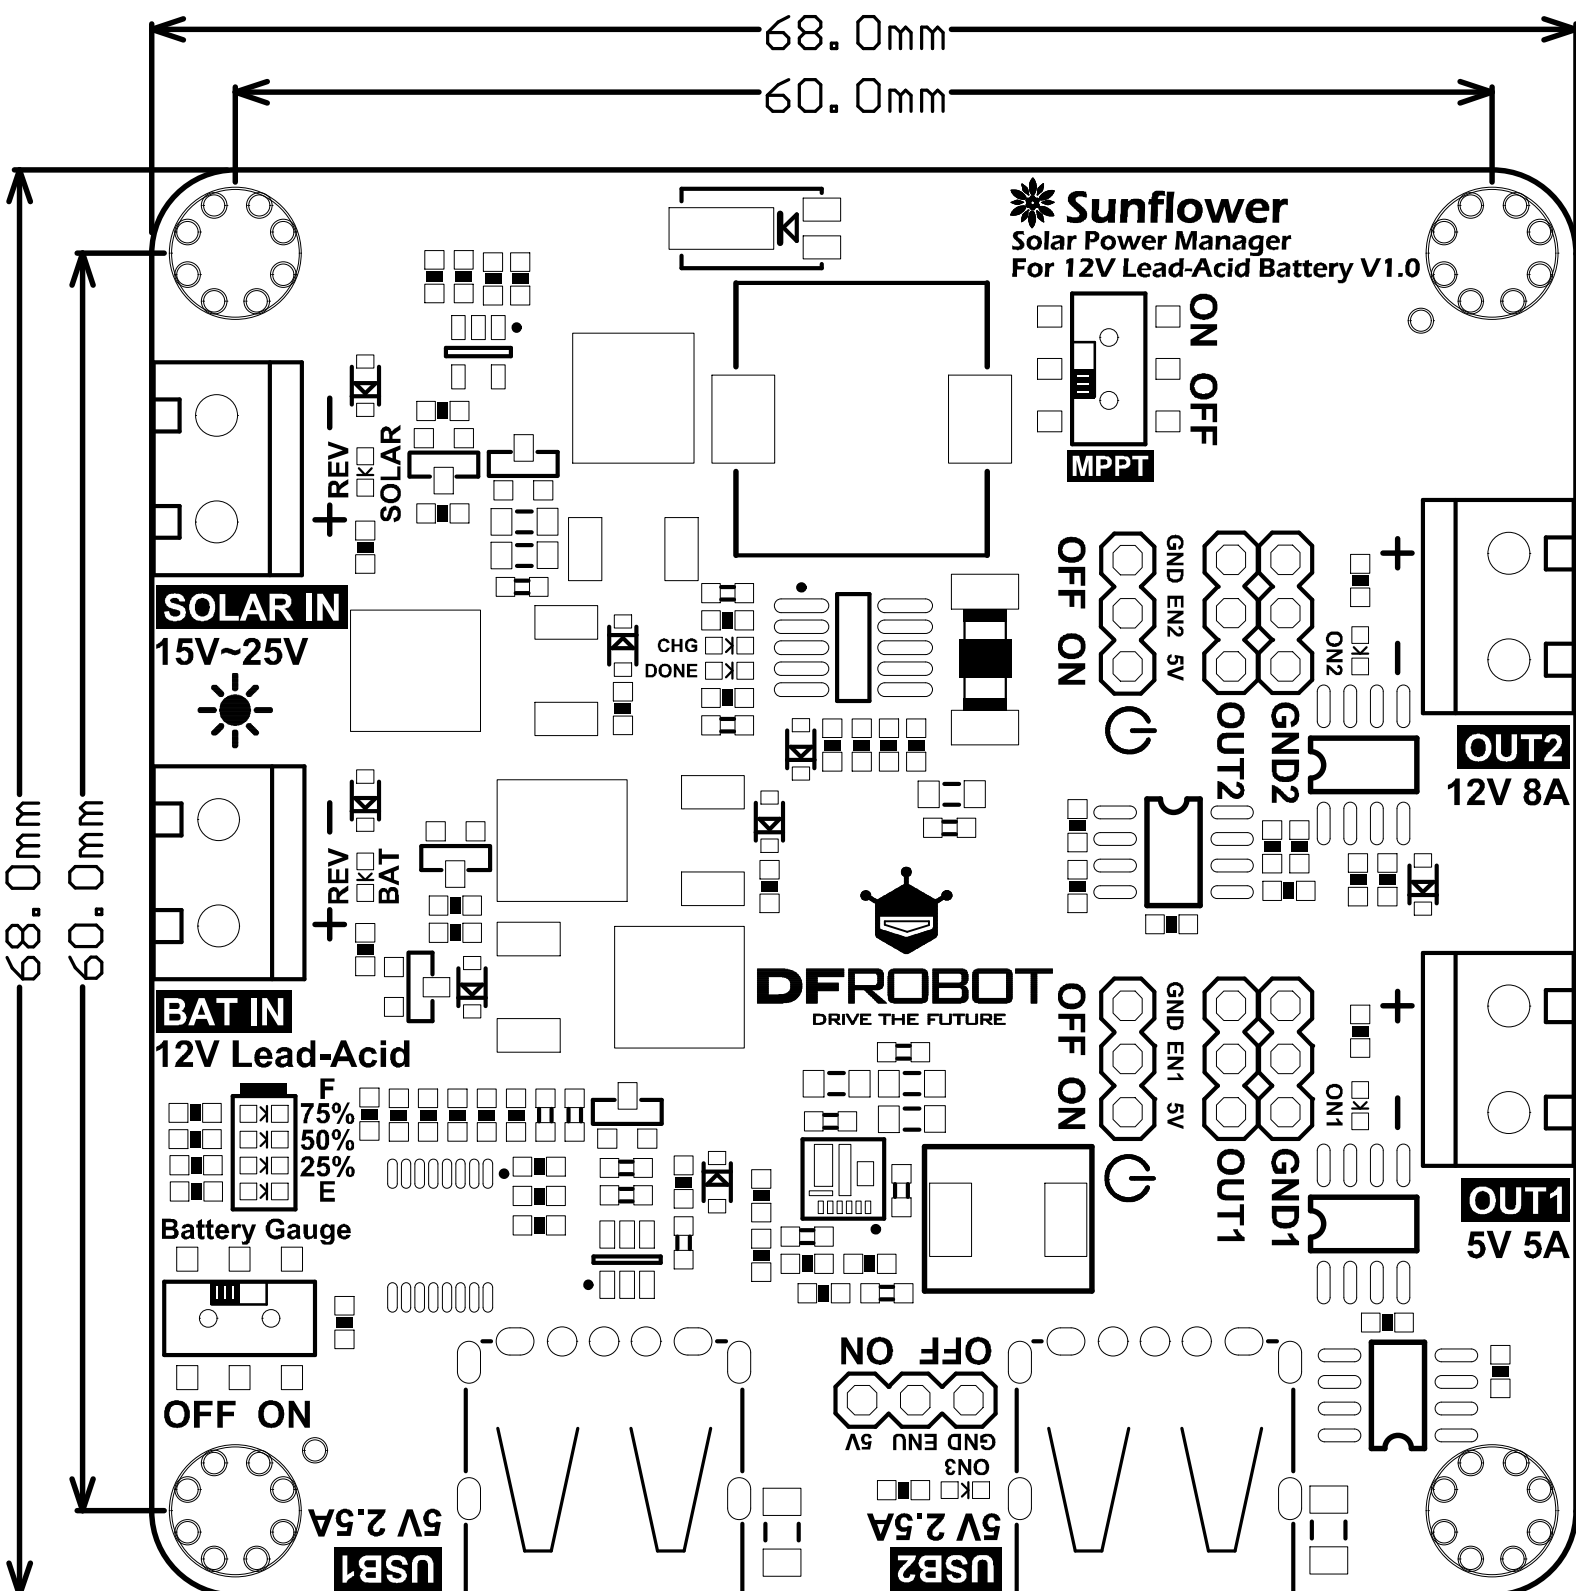 68.0mm
60.0mm
Sunflower
Solar Power Manager
For 12V Lead-Acid Battery V1.0
ON OFF
MPPT
- +
REV
SOLAR
SOLAR IN
15V~25V
CHG
DONE
OFF ON
GND EN2 5V
OUT2
GND2
ON2
+ -
OUT2
12V 8A
68.0mm
60.0mm
- +
REV
BAT
BAT IN
12V Lead-Acid
DFROBOT
DRIVE THE FUTURE
OFF ON
GND EN1 5V
OUT1
GND1
ON1
+ -
OUT1
5V 5A
F
75%
50%
25%
E
Battery Gauge
OFF ON
OFF ON
GND ENU 5V
ON3
5V 2.5A
USB1
5V 2.5A
USB2